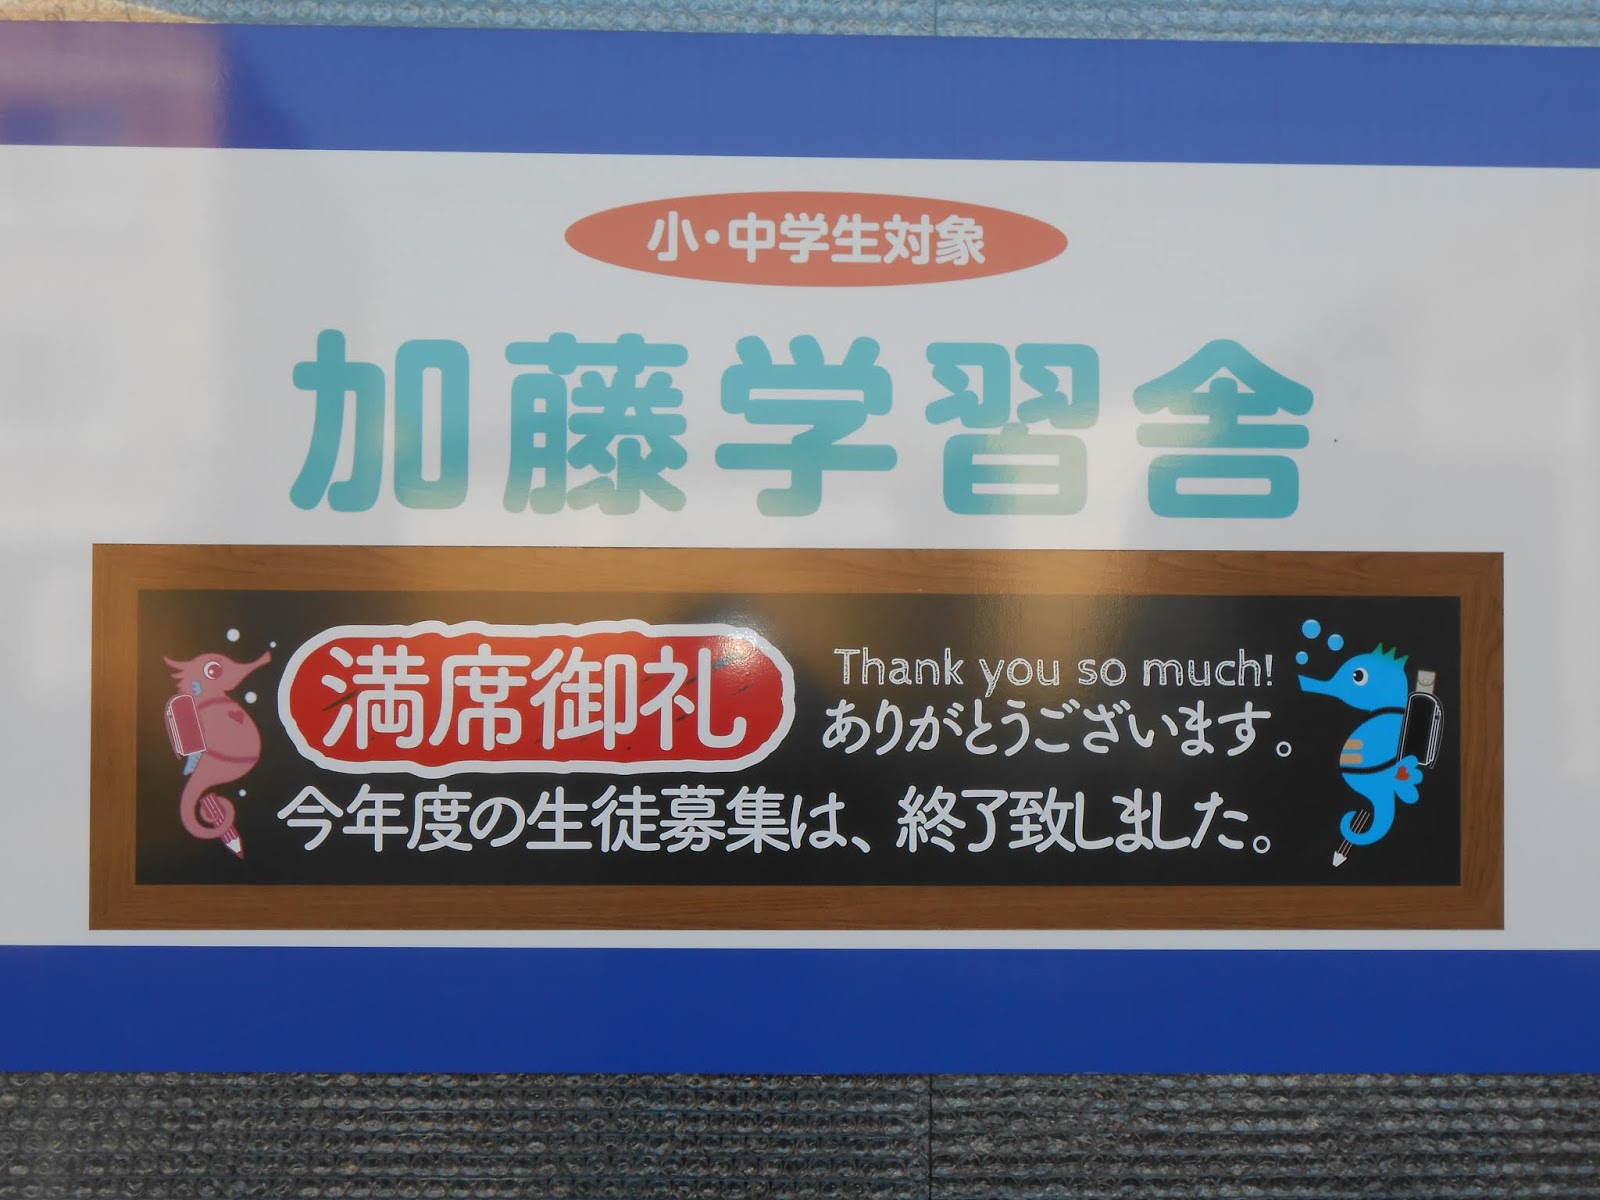 小・中学生対象
加藤学習舎
満席御礼
Thank you so much!
ありがとうございます。
今年度の生徒募集は、終了致しました。